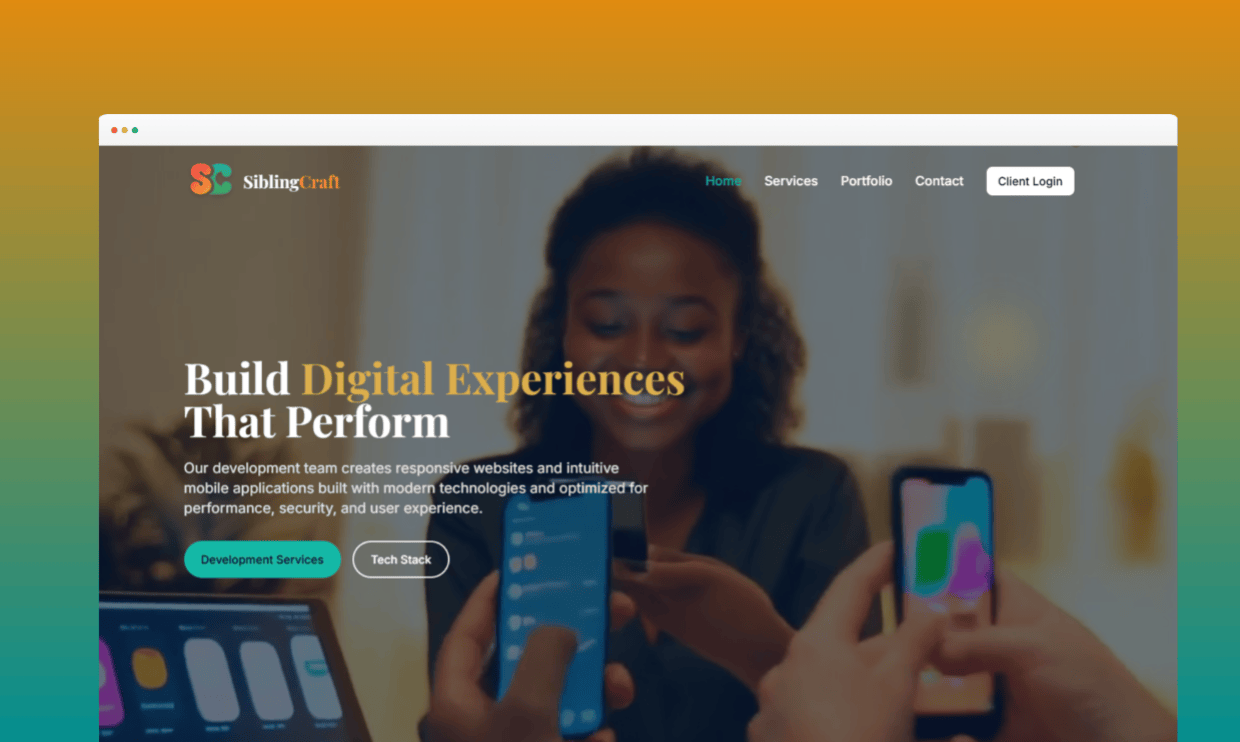 SC
SiblingCraft
Home
Services
Portfolio
Contact
Client Login
Build Digital Experiences
That Perform
Our development team creates responsive websites and intuitive
mobile applications built with modern technologies and optimized for
performance, security, and user experience.
Development Services
Tech Stack